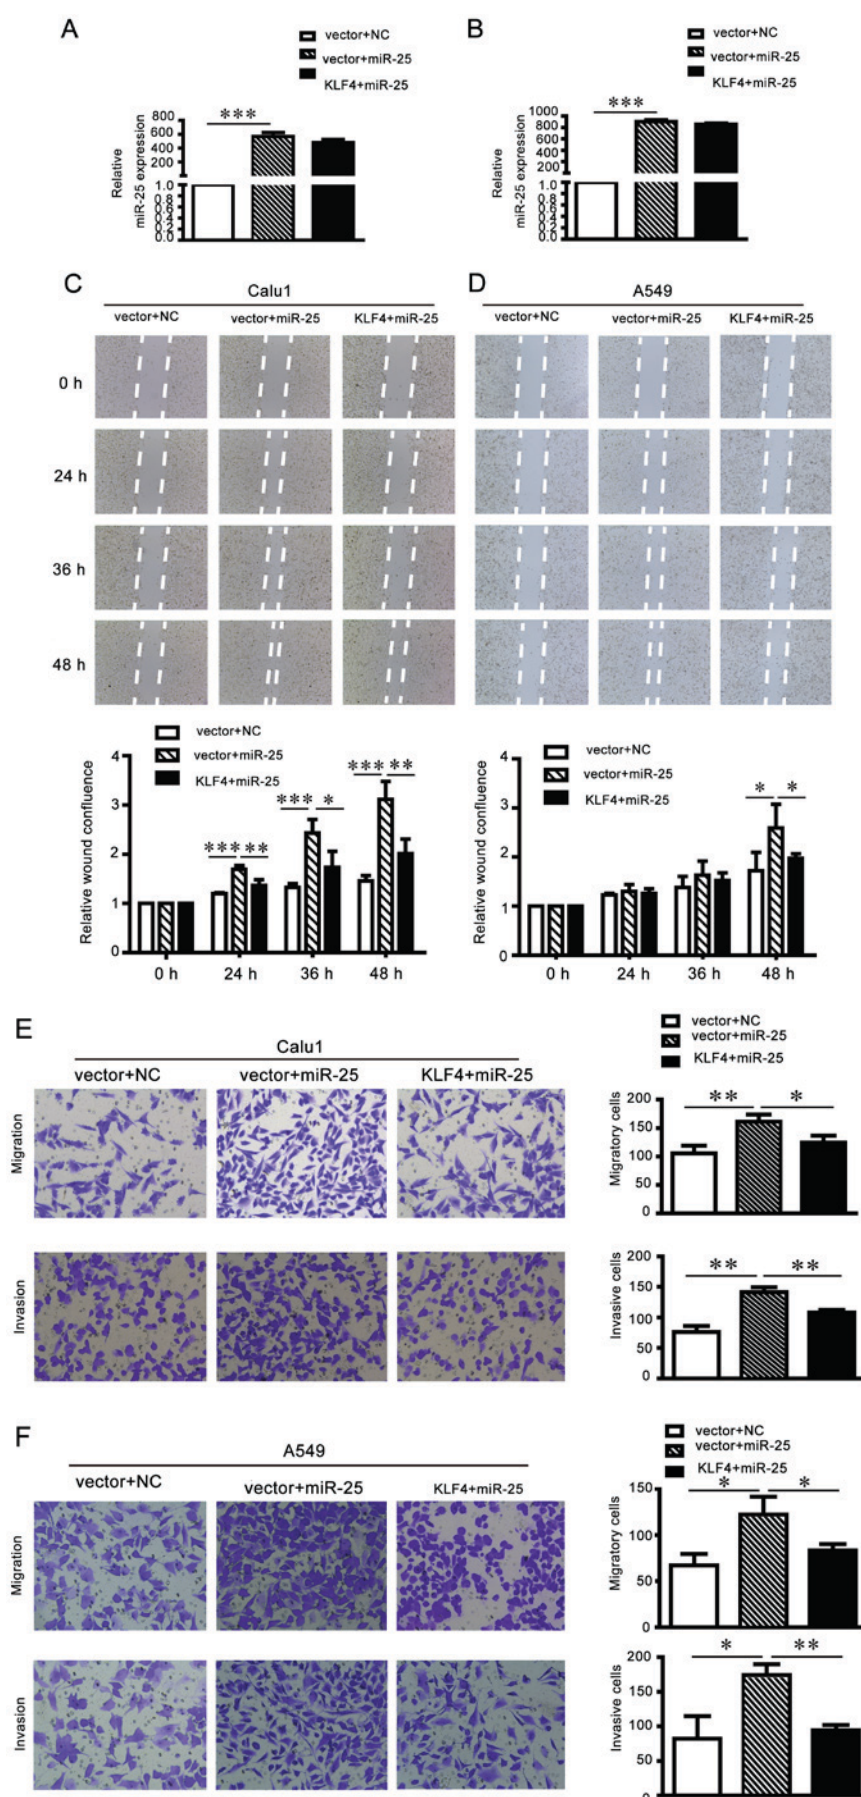 A
vector+NC
vector+miR-25
KLF4+miR-25
Relative
miR-25 expression
800
600
400
200
1.0
0.8
0.6
0.4
0.2
0.0
***
B
vector+NC
vector+miR-25
KLF4+miR-25
Relative
miR-25 expression
1000
800
600
400
200
1.0
0.8
0.6
0.4
0.2
0.0
***
C
Calu1
vector+NC vector+miR-25 KLF4+miR-25
D
A549
vector+NC vector+miR-25 KLF4+miR-25
0 h
24 h
36 h
48 h
vector+NC
vector+miR-25
KLF4+miR-25
Relative wound confluence
4
3
2
1
0
*** **
*** *
*** **
0 h 24 h 36 h 48 h
vector+NC
vector+miR-25
KLF4+miR-25
Relative wound confluence
4
3
2
1
0
* *
0 h 24 h 36 h 48 h
E
Calu1
vector+NC vector+miR-25 KLF4+miR-25
Migration
Invasion
vector+NC
vector+miR-25
KLF4+miR-25
Migratory cells
200
150
100
50
0
** *
Invasive cells
200
150
100
50
0
** **
F
A549
vector+NC vector+miR-25 KLF4+miR-25
Migration
Invasion
vector+NC
vector+miR-25
KLF4+miR-25
Migratory cells
150
100
50
0
* *
Invasive cells
200
150
100
50
0
* **